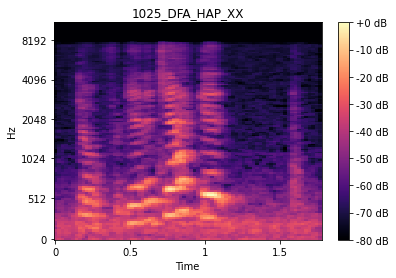 1025_DFA_HAP_XX
Hz
8192
4096
2048
1024
512
0
0
0.5
1
1.5
Time
+0 dB
-10 dB
-20 dB
-30 dB
-40 dB
-50 dB
-60 dB
-70 dB
-80 dB